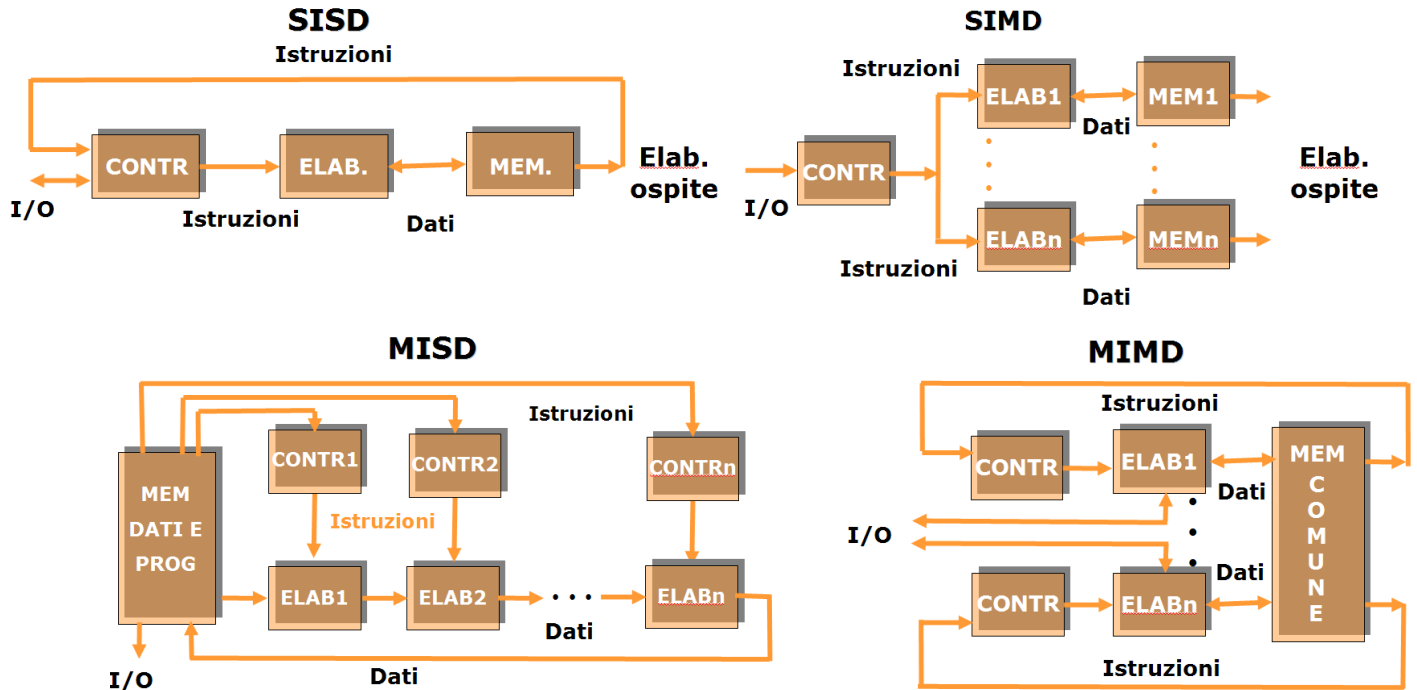 SISD
Istruzioni
CONTR
ELAB.
MEM.
I/O
Istruzioni
Dati
Elab.
ospite
SIMD
Istruzioni
ELAB1
MEM1
Dati
CONTR
I/O
Elab.
ospite
ELABn
MEMn
Istruzioni
Dati
MISD
Istruzioni
CONTR1
CONTR2
CONTRn
MEM
DATI E
PROG
Istruzioni
ELAB1
ELAB2
. . .
ELABn
Dati
I/O
Dati
MIMD
Istruzioni
CONTR
ELAB1
MEM
C
O
M
U
N
E
Dati
I/O
Dati
CONTR
ELABn
Istruzioni